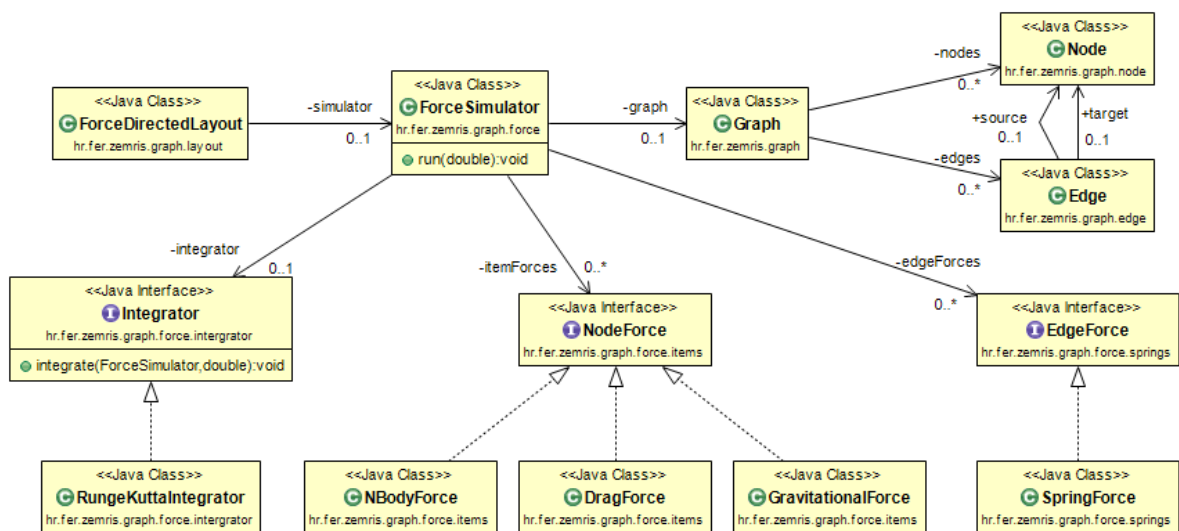 <<Java Class>>
Node
hr.fer.zemris.graph.node
-nodes
0..*
<<Java Class>>
ForceDirectedLayout
hr.fer.zemris.graph.layout
-simulator
0..1
<<Java Class>>
ForceSimulator
hr.fer.zemris.graph.force
run(double):void
-graph
0..1
<<Java Class>>
Graph
hr.fer.zemris.graph
+source
0..1
+target
0..1
-edges
0..*
<<Java Class>>
Edge
hr.fer.zemris.graph.edge
-integrator
0..1
-itemForces
0..*
-edgeForces
0..*
<<Java Interface>>
Integrator
hr.fer.zemris.graph.force.intergrator
integrate(ForceSimulator,double):void
<<Java Interface>>
NodeForce
hr.fer.zemris.graph.force.items
<<Java Interface>>
EdgeForce
hr.fer.zemris.graph.force.springs
<<Java Class>>
RungeKuttaIntegrator
hr.fer.zemris.graph.force.intergrator
<<Java Class>>
NBodyForce
hr.fer.zemris.graph.force.items
<<Java Class>>
DragForce
hr.fer.zemris.graph.force.items
<<Java Class>>
GravitationalForce
hr.fer.zemris.graph.force.items
<<Java Class>>
SpringForce
hr.fer.zemris.graph.force.springs